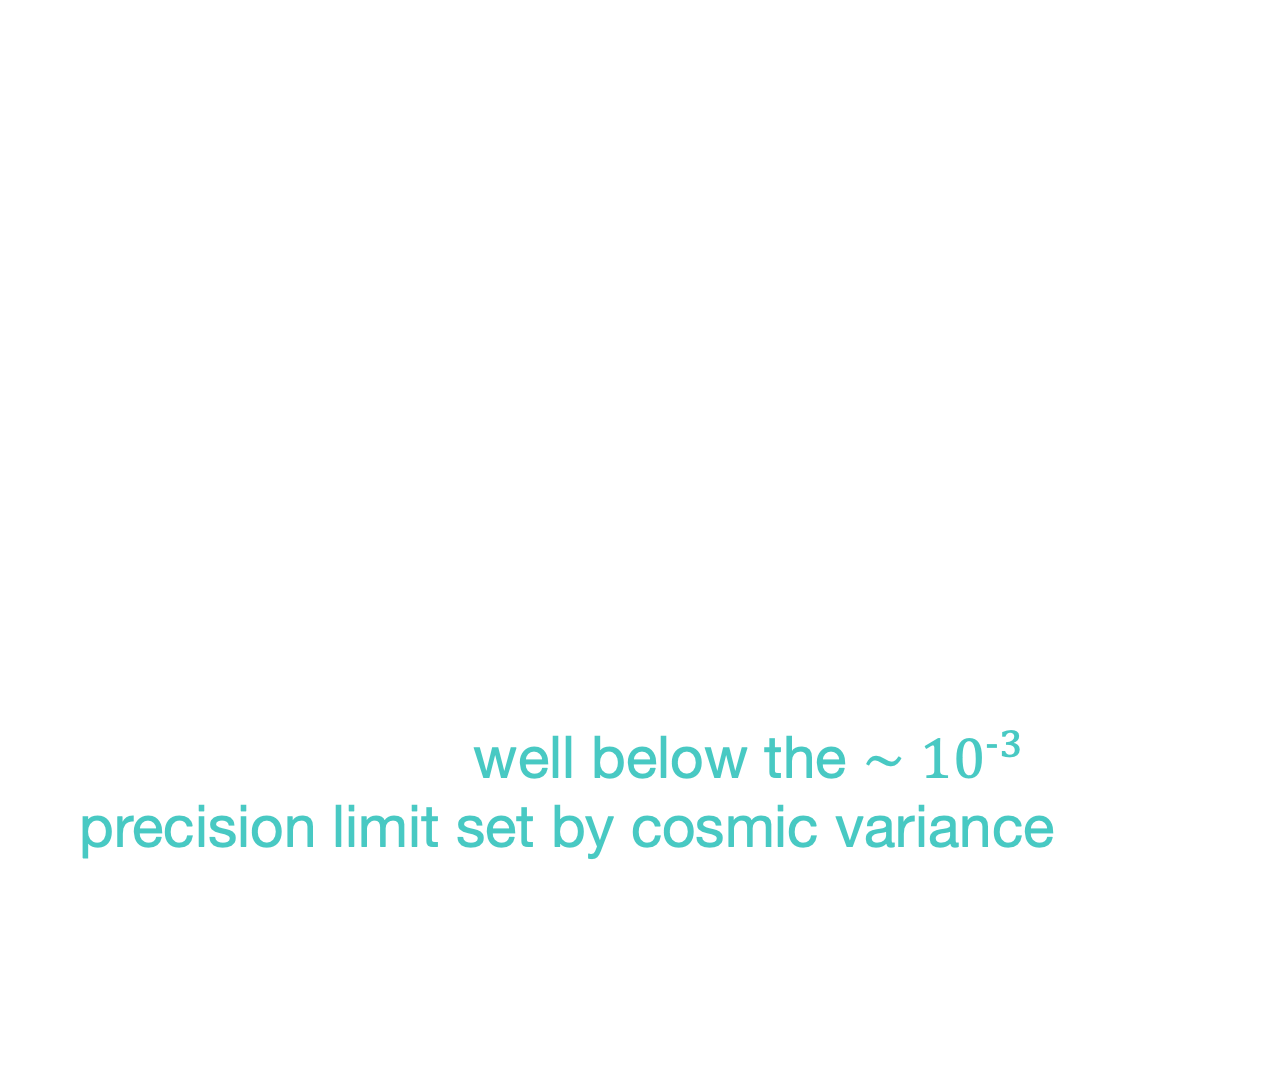 well below the ~ 10⁻³
precision limit set by cosmic variance